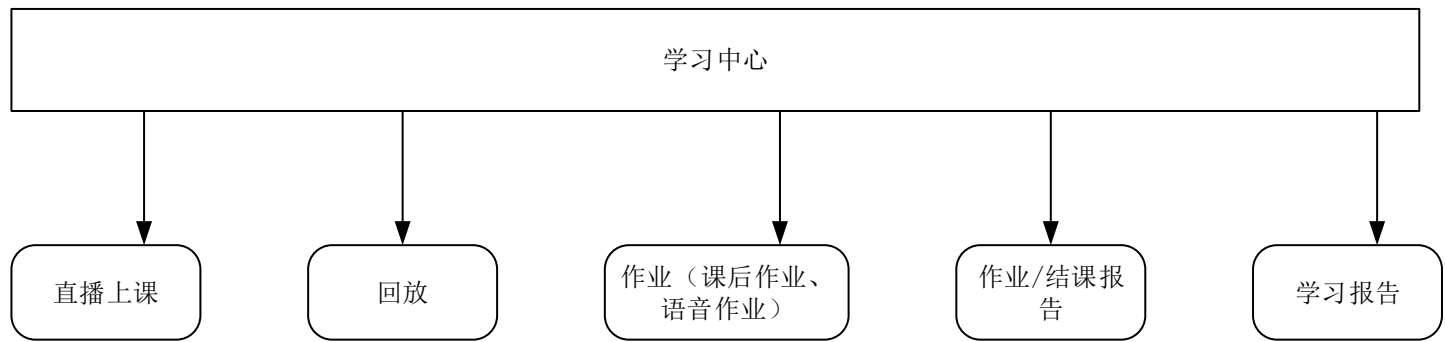 学习中心
直播上课
回放
作业（课后作业、
语音作业）
作业/结课报
告
学习报告